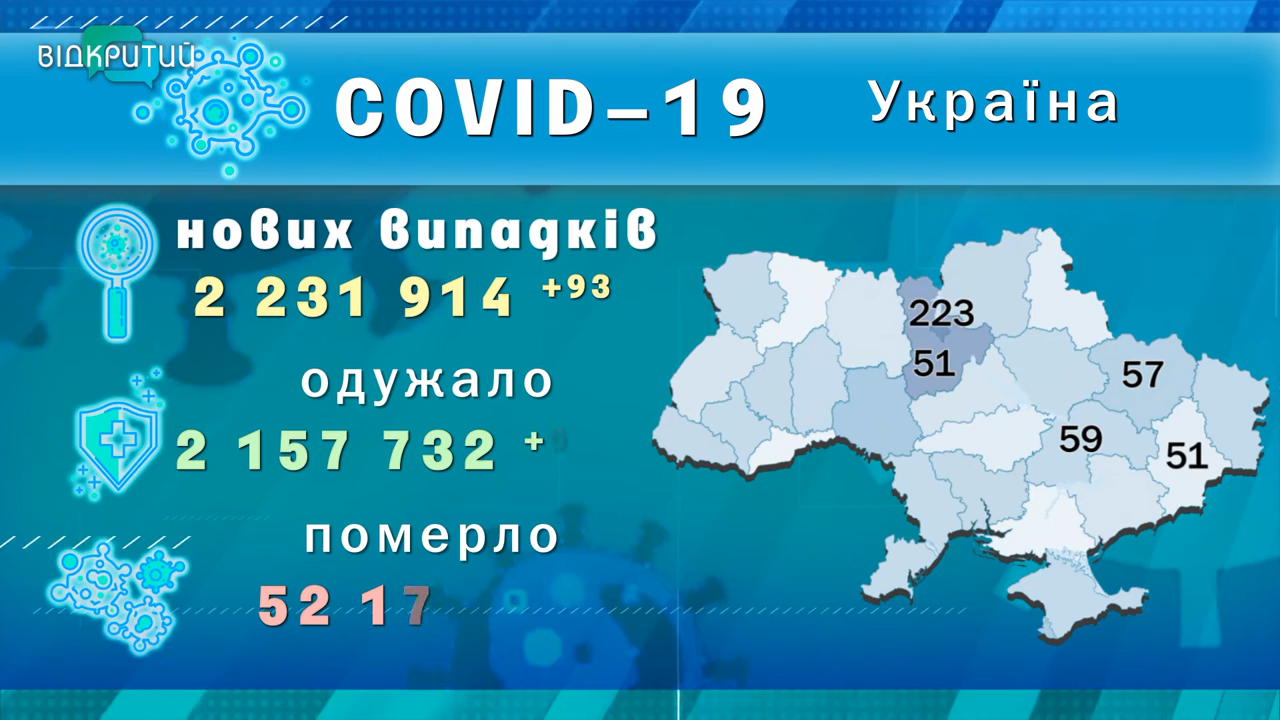 ВІДКРИТИЙ
COVID–19
Україна
нових випадків
2 231 914 +93
одужало
2 157 732 +
померло
52 17
223
51
57
59
51